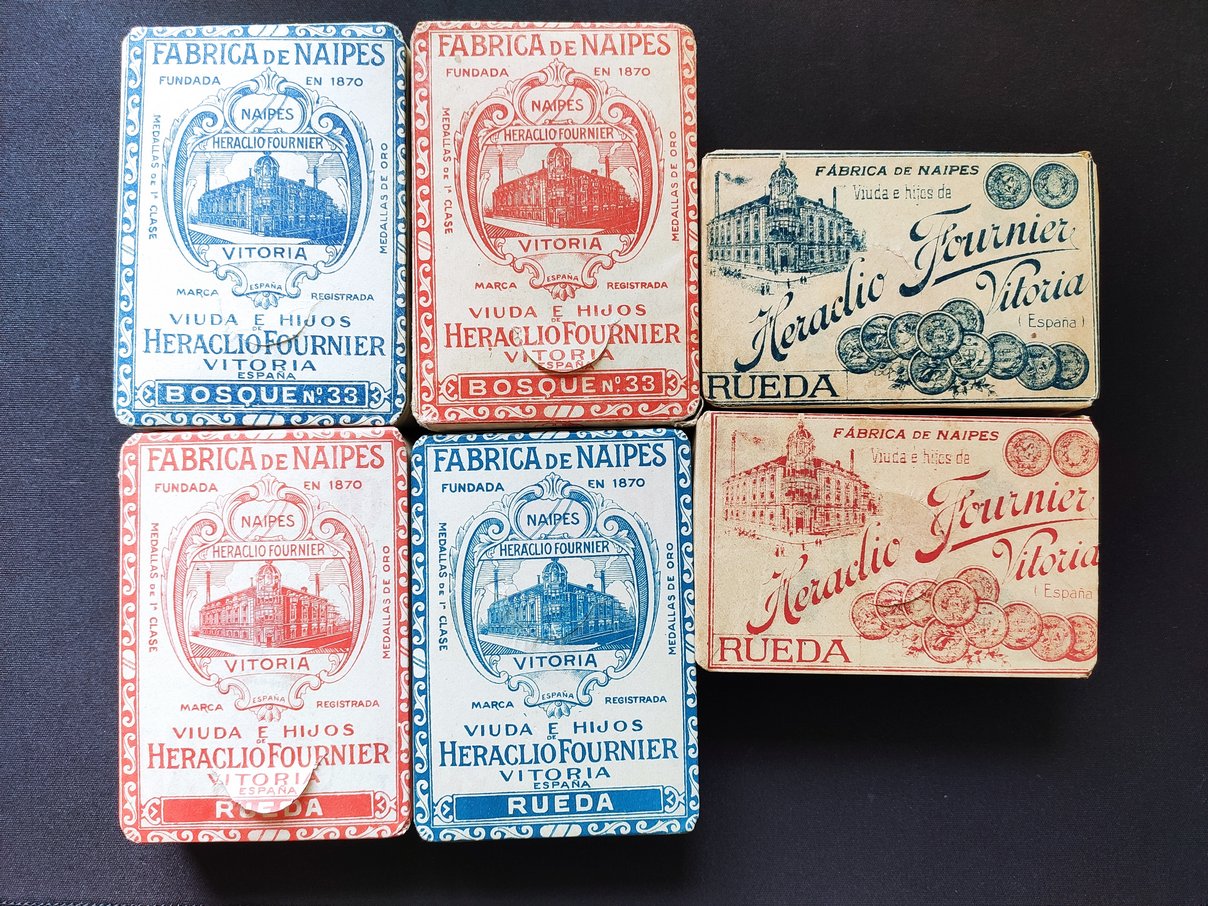 FABRICA DE NAIPES
FUNDADA EN 1870
MEDALLAS DE 1ª CLASE
MEDALLAS DE ORO
NAIPES
HERACLIO FOURNIER
VITORIA
ESPAÑA
MARCA REGISTRADA
VIUDA E HIJOS
DE
HERACLIO FOURNIER
VITORIA
ESPAÑA
BOSQUE Nº 33
FABRICA DE NAIPES
FUNDADA EN 1870
MEDALLAS DE 1ª CLASE
MEDALLAS DE ORO
NAIPES
HERACLIO FOURNIER
VITORIA
ESPAÑA
MARCA REGISTRADA
VIUDA E HIJOS
DE
HERACLIO FOURNIER
VITORIA
ESPAÑA
BOSQUE Nº 33
FÁBRICA DE NAIPES
Viuda e hijos de
Heraclio Fournier
Vitoria
(España)
RUEDA
FABRICA DE NAIPES
FUNDADA EN 1870
MEDALLAS DE 1ª CLASE
MEDALLAS DE ORO
NAIPES
HERACLIO FOURNIER
VITORIA
ESPAÑA
MARCA REGISTRADA
VIUDA E HIJOS
DE
HERACLIO FOURNIER
VITORIA
ESPAÑA
RUEDA
FABRICA DE NAIPES
FUNDADA EN 1870
MEDALLAS DE 1ª CLASE
MEDALLAS DE ORO
NAIPES
HERACLIO FOURNIER
VITORIA
ESPAÑA
MARCA REGISTRADA
VIUDA E HIJOS
DE
HERACLIO FOURNIER
VITORIA
ESPAÑA
RUEDA
FÁBRICA DE NAIPES
Viuda e hijos de
Heraclio Fournier
Vitoria
(España
RUEDA